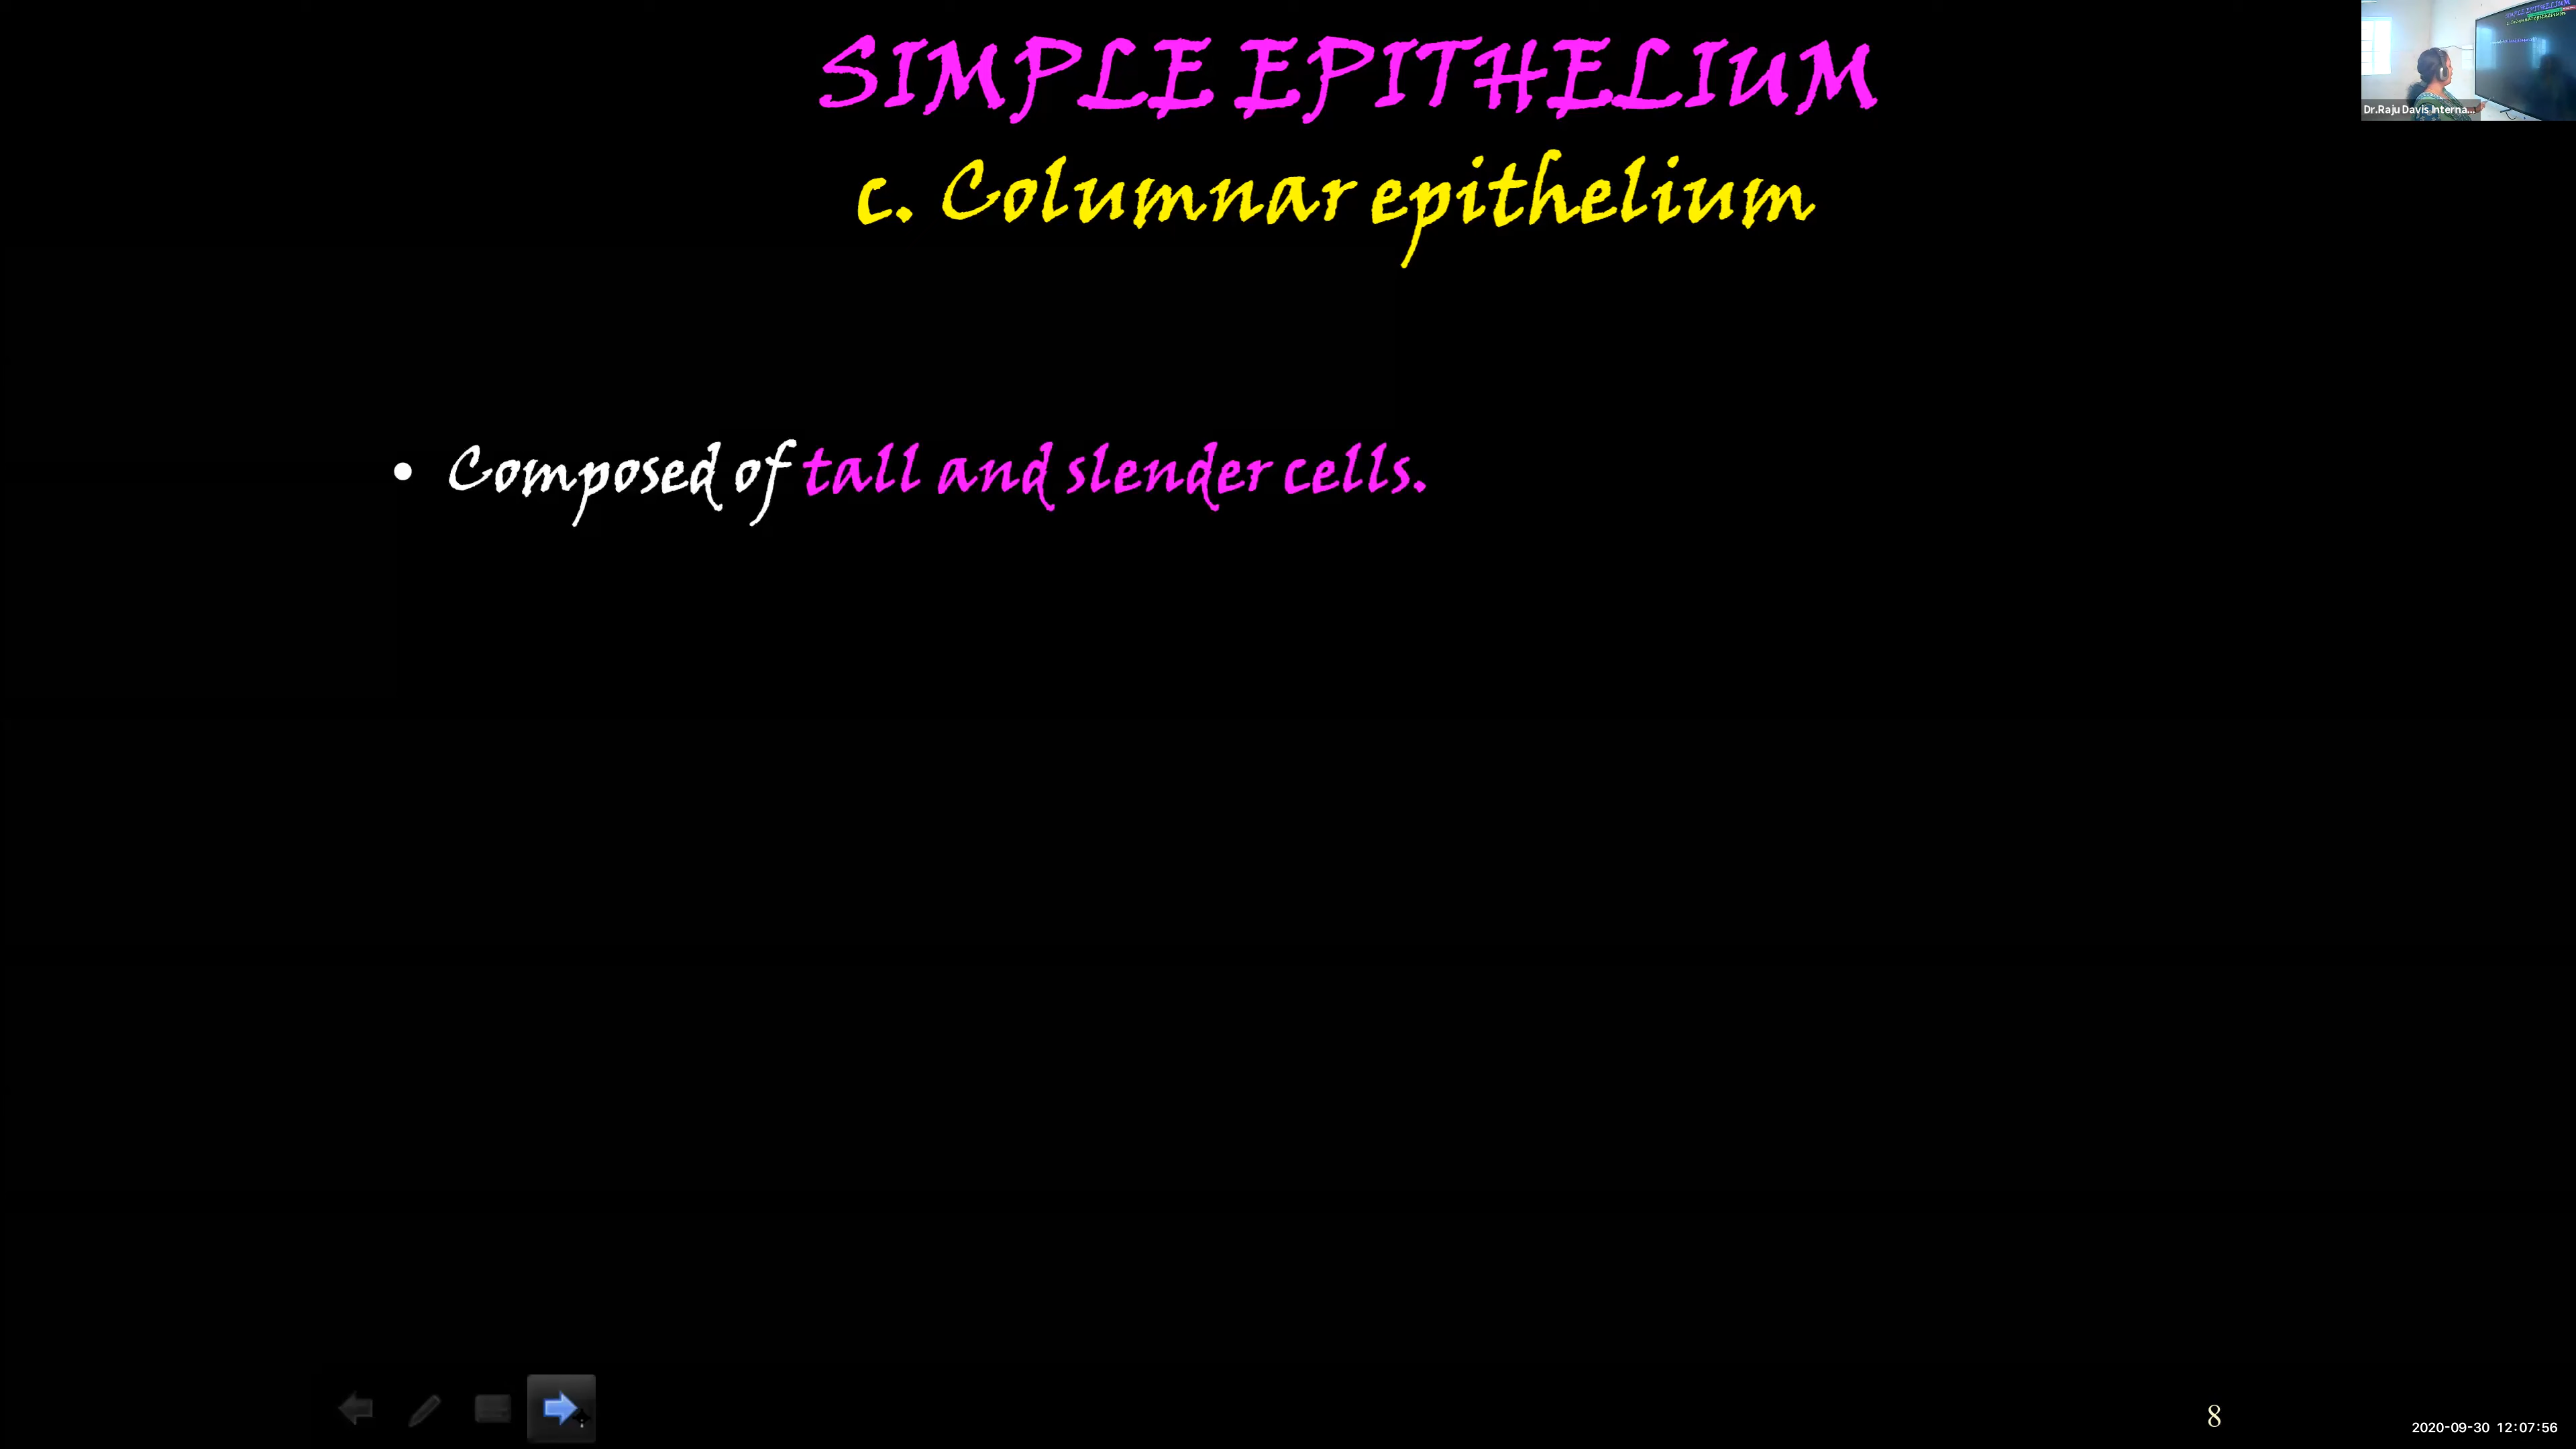 SIMPLE EPITHELIUM
c. Columnar epithelium
Dr.Raju Davis Interna...
• Composed of tall and slender cells.
8
2020-09-30 12:07:56